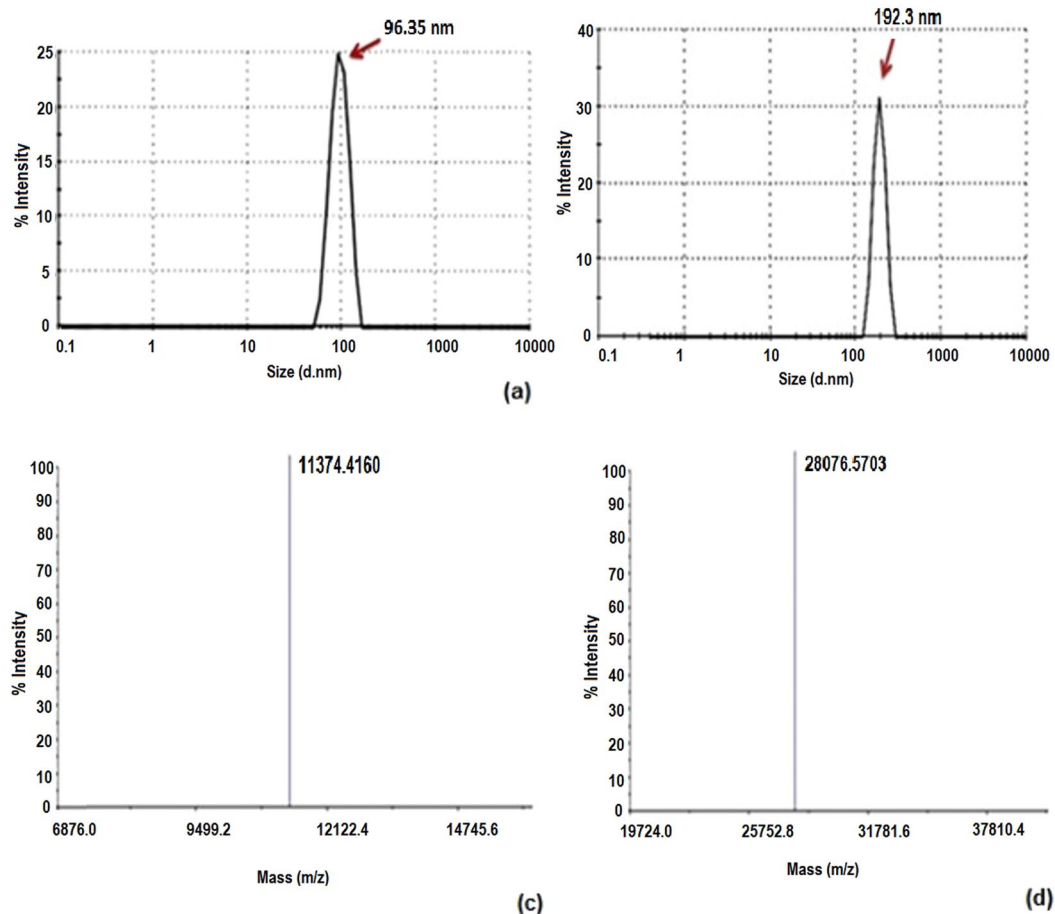 96.35 nm
25
20
15
10
5
0
% Intensity
0.1 1 10 100 1000 10000
Size (d.nm)
(a)
192.3 nm
40
30
20
10
0
% Intensity
0.1 1 10 100 1000 10000
Size (d.nm)
11374.4160
100
90
80
70
60
50
40
30
20
10
0
% Intensity
6876.0 9499.2 12122.4 14745.6
Mass (m/z)
(c)
28076.5703
100
90
80
70
60
50
40
30
20
10
0
% Intensity
19724.0 25752.8 31781.6 37810.4
Mass (m/z)
(d)